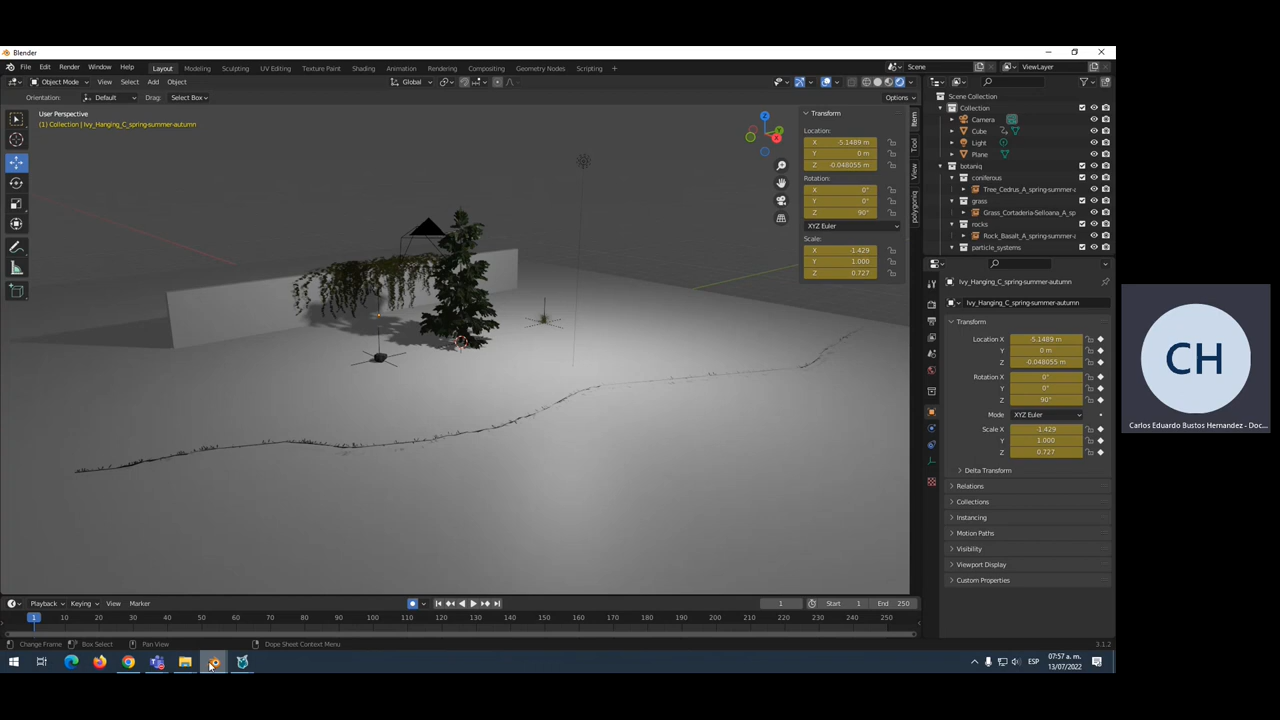 Blender
File Edit Render Window Help Layout Modeling Sculpting UV Editing Texture Paint Shading Animation Rendering Compositing Geometry Nodes Scripting Scene ViewLayer
Object Mode View Select Add Object Global
Orientation: Default Drag: Select Box Options
User Perspective
(1) Collection | Ivy_Hanging_C_spring-summer-autumn
Transform
Location:
X -5.1489 m
Y 0 m
Z -0.048055 m
Rotation:
X 0°
Y 0°
Z 90°
XYZ Euler
Scale:
X -1.429
Y 1.000
Z 0.727
Item
Tool
View
polygoniq
Z
Y
X
Scene Collection
Collection
Camera
Cube
Light
Plane
botaniq
coniferous
Tree_Cedrus_A_spring-summer-a
grass
Grass_Cortaderia-Selloana_A_sp
rocks
Rock_Basalt_A_spring-summer-a
particle_systems
Ivy_Hanging_C_spring-summer-autumn
Ivy_Hanging_C_spring-summer-autumn
Transform
Location X -5.1489 m
Y 0 m
Z -0.048055 m
Rotation X 0°
Y 0°
Z 90°
Mode XYZ Euler
Scale X -1.429
Y 1.000
Z 0.727
Delta Transform
Relations
Collections
Instancing
Motion Paths
Visibility
Viewport Display
Custom Properties
CH
Carlos Eduardo Bustos Hernandez - Doc...
Playback Keying View Marker 1 Start 1 End 250
1 10 20 30 40 50 60 70 80 90 100 110 120 130 140 150 160 170 180 190 200 210 220 230 240 250
Change Frame Box Select Pan View Dope Sheet Context Menu 3.1.2
ESP
07:57 a. m.
13/07/2022